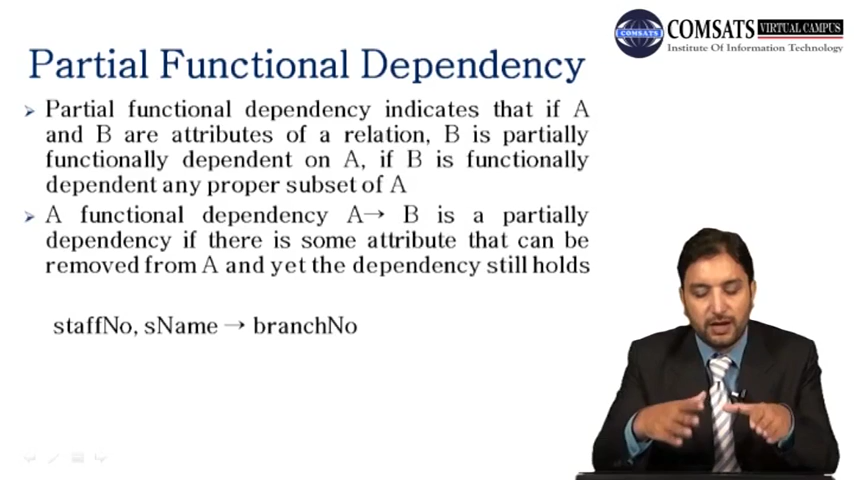 COMSATS
COMSATS VIRTUAL CAMPUS
Institute Of Information Technology
Partial Functional Dependency
Partial functional dependency indicates that if A
and B are attributes of a relation, B is partially
functionally dependent on A, if B is functionally
dependent any proper subset of A
A functional dependency A→ B is a partially
dependency if there is some attribute that can be
removed from A and yet the dependency still holds
staffNo, sName → branchNo